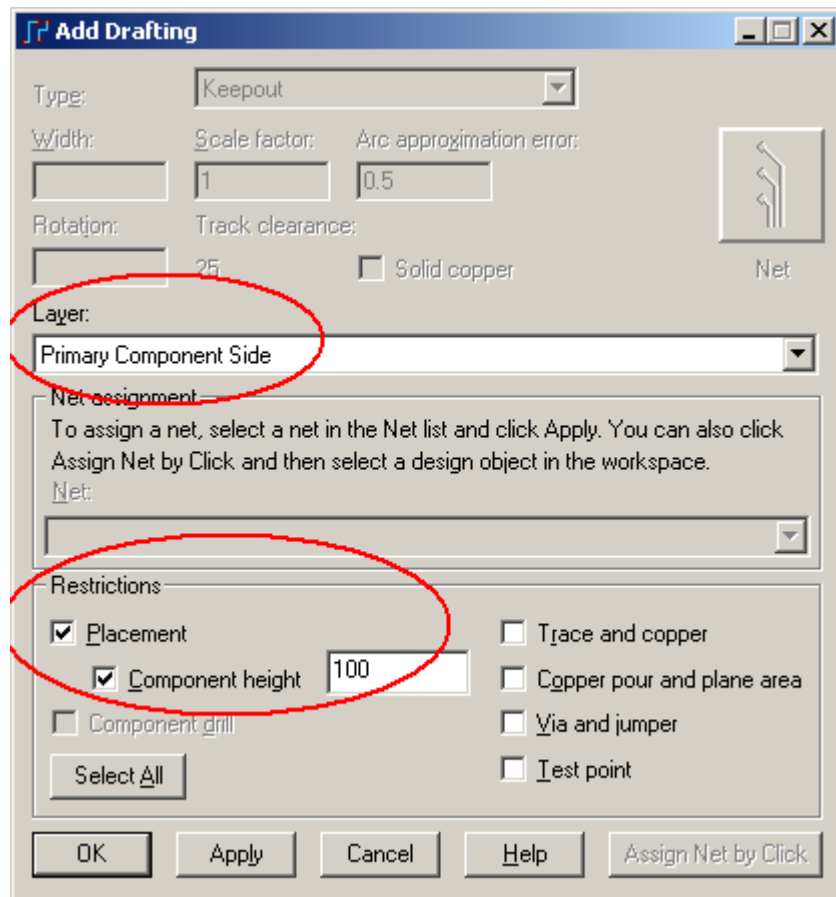 Add Drafting
Type:
Keepout
Width:
Scale factor:
Arc approximation error:
1
0.5
Rotation:
Track clearance:
25
Solid copper
Net
Layer:
Primary Component Side
Net assignment
To assign a net, select a net in the Net list and click Apply. You can also click
Assign Net by Click and then select a design object in the workspace.
Net:
Restrictions
Placement
Trace and copper
Component height
100
Copper pour and plane area
Component drill
Via and jumper
Select All
Test point
OK
Apply
Cancel
Help
Assign Net by Click